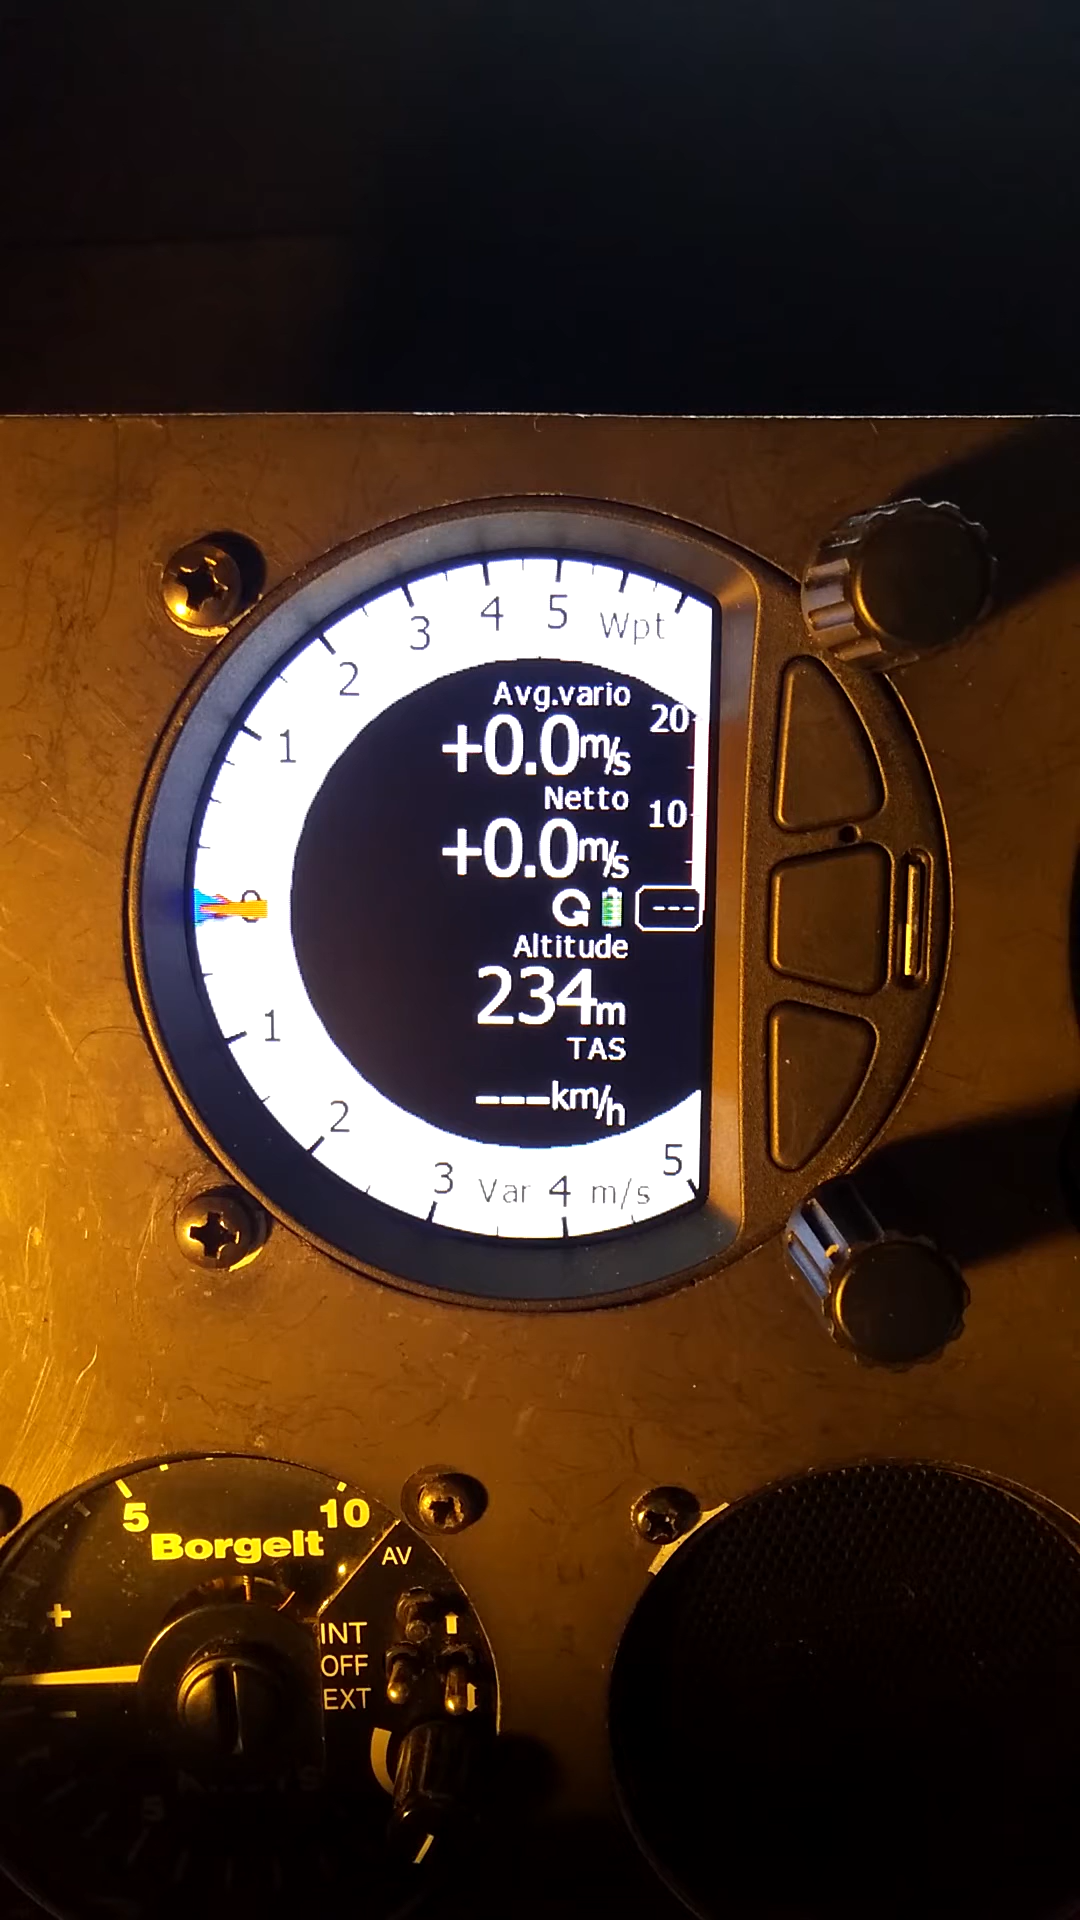 3 4 5 Wpt
2
1
0
1
2
3 Var 4 m/s 5
Avg.vario
+0.0m/s
Netto
+0.0m/s
20
10
---
Altitude
234m
TAS
---km/h
5 10
Borgelt
AV
+
INT
OFF
EXT
-